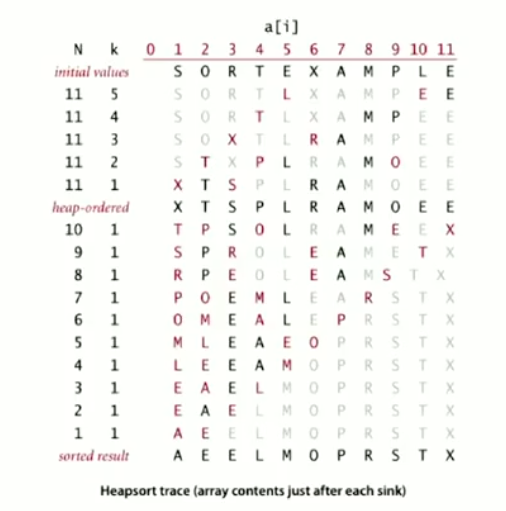 a[i]
N k 0 1 2 3 4 5 6 7 8 9 10 11
initial values S O R T E X A M P L E
11 5 S O R T L X A M P E E
11 4 S O R T L X A M P E E
11 3 S O X T L R A M P E E
11 2 S T X P L R A M O E E
11 1 X T S P L R A M O E E
heap-ordered X T S P L R A M O E E
10 1 T P S O L R A M E E X
9 1 S P R O L E A M E T X
8 1 R P E O L E A M S T X
7 1 P O E M L E A R S T X
6 1 O M E A L E P R S T X
5 1 M L E A E O P R S T X
4 1 L E E A M O P R S T X
3 1 E A E L M O P R S T X
2 1 E A E L M O P R S T X
1 1 A E E L M O P R S T X
sorted result A E E L M O P R S T X
Heapsort trace (array contents just after each sink)